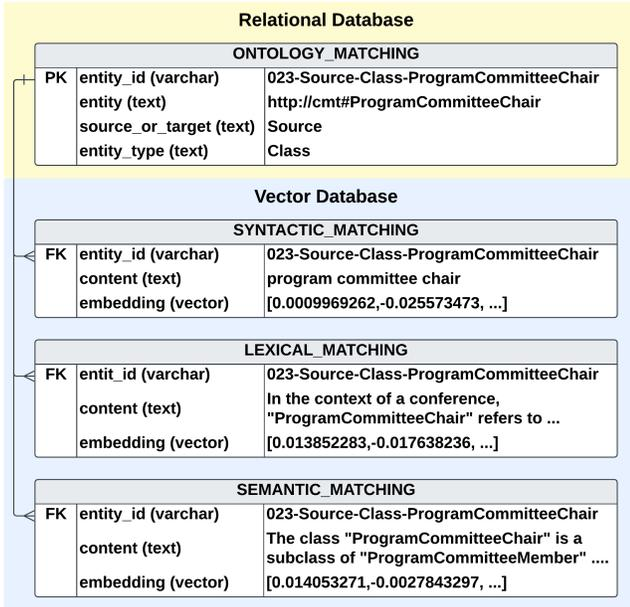 Relational Database
ONTOLOGY_MATCHING
PK entity_id (varchar) 023-Source-Class-ProgramCommitteeChair
entity (text) http://cmt#ProgramCommitteeChair
source_or_target (text) Source
entity_type (text) Class
Vector Database
SYNTACTIC_MATCHING
FK entity_id (varchar) 023-Source-Class-ProgramCommitteeChair
content (text) program committee chair
embedding (vector) [0.0009969262,-0.025573473, ...]
LEXICAL_MATCHING
FK entit_id (varchar) 023-Source-Class-ProgramCommitteeChair
content (text) In the context of a conference,
"ProgramCommitteeChair" refers to ...
embedding (vector) [0.013852283,-0.017638236, ...]
SEMANTIC_MATCHING
FK entity_id (varchar) 023-Source-Class-ProgramCommitteeChair
content (text) The class "ProgramCommitteeChair" is a
subclass of "ProgramCommitteeMember" ....
embedding (vector) [0.014053271,-0.0027843297, ...]